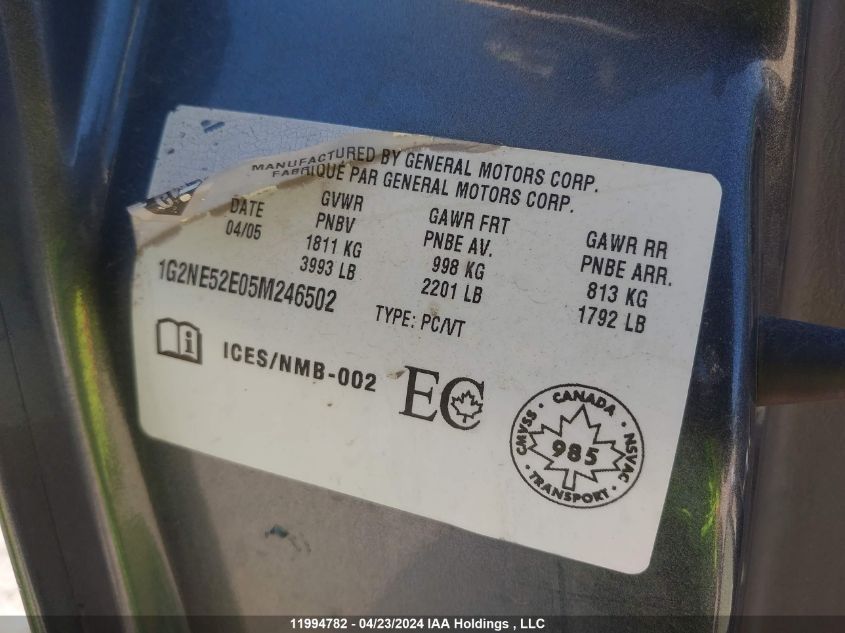 MANUFACTURED BY GENERAL MOTORS CORP.
FABRIQUÉ PAR GENERAL MOTORS CORP.
DATE GVWR GAWR FRT GAWR RR
04/05 PNBV PNBE AV. PNBE ARR.
1811 KG 998 KG 813 KG
3993 LB 2201 LB 1792 LB
1G2NE52E05M246502 TYPE: PC/VT
i ICES/NMB-002 EC
CANADA
CMVSS 985 NSVAC
TRANSPORT
11994782 - 04/23/2024 IAA Holdings , LLC